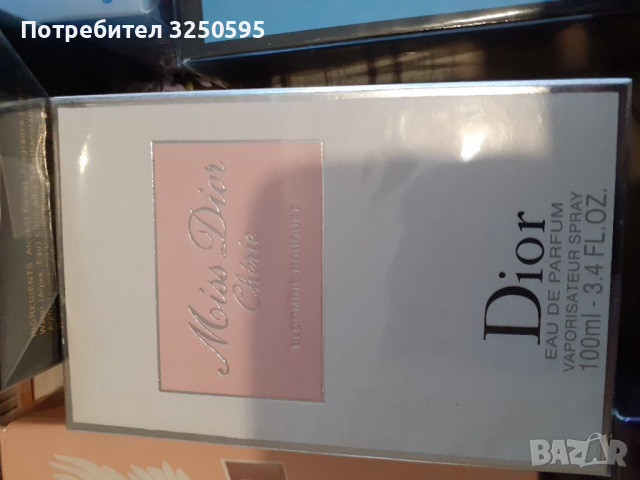 Потребител 3250595
Miss Dior
Chérie
BLOOMING BOUQUET
Dior
EAU DE PARFUM
VAPORISATEUR SPRAY
100ml - 3.4 FL.OZ.
INGREDIENTS
BAZAR